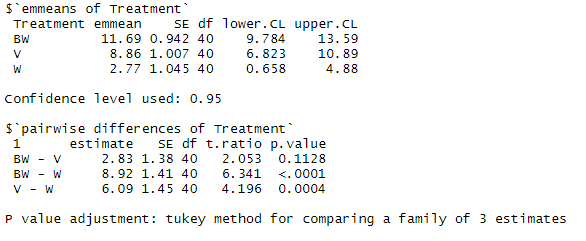 $`emmeans of Treatment`
Treatment emmean SE df lower.CL upper.CL
BW 11.69 0.942 40 9.784 13.59
V 8.86 1.007 40 6.823 10.89
W 2.77 1.045 40 0.658 4.88
Confidence level used: 0.95
$`pairwise differences of Treatment`
1 estimate SE df t.ratio p.value
BW - V 2.83 1.38 40 2.053 0.1128
BW - W 8.92 1.41 40 6.341 <.0001
V - W 6.09 1.45 40 4.196 0.0004
P value adjustment: tukey method for comparing a family of 3 estimates